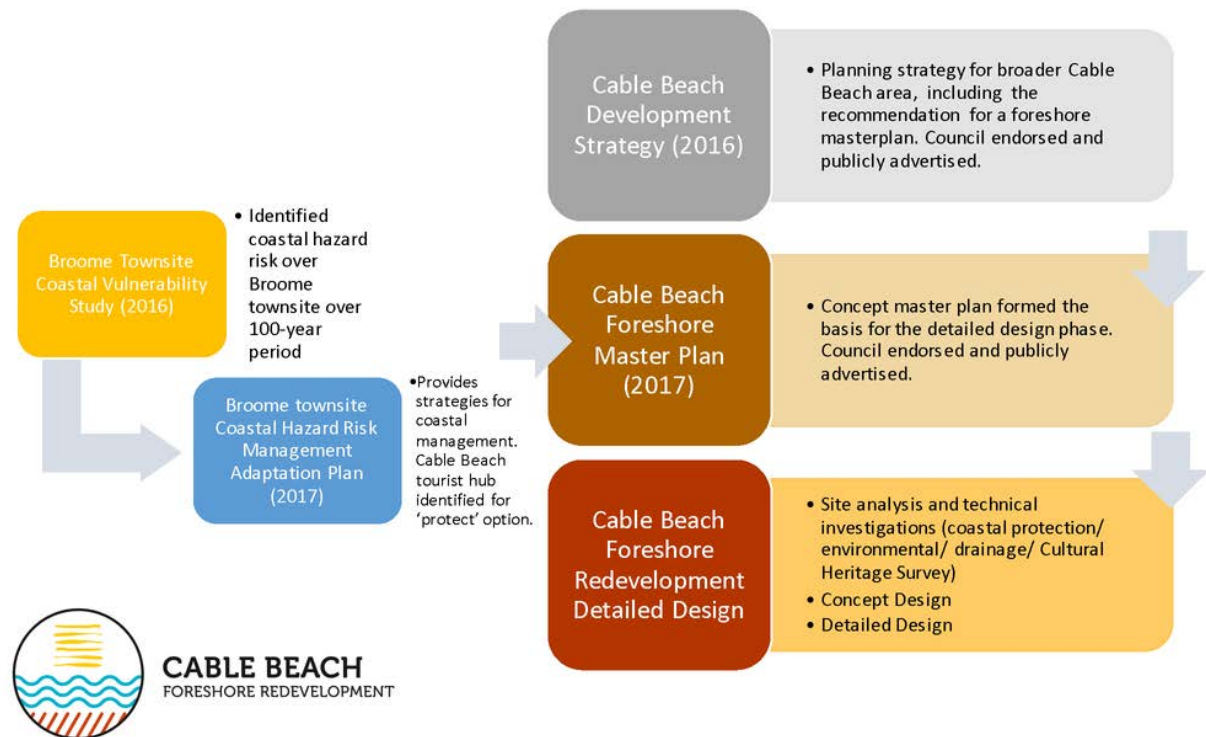 Cable Beach
Development
Strategy (2016)
• Planning strategy for broader Cable
Beach area, including the
recommendation for a foreshore
masterplan. Council endorsed and
publicly advertised.
Broome Townsite
Coastal Vulnerability
Study (2016)
• Identified
coastal hazard
risk over
Broome
townsite over
100-year
period
Broome townsite
Coastal Hazard Risk
Management
Adaptation Plan
(2017)
•Provides
strategies for
coastal
management.
Cable Beach
tourist hub
identified for
‘protect’ option.
Cable Beach
Foreshore
Master Plan
(2017)
• Concept master plan formed the
basis for the detailed design phase.
Council endorsed and publicly
advertised.
Cable Beach
Foreshore
Redevelopment
Detailed Design
• Site analysis and technical
investigations (coastal protection/
environmental/ drainage/ Cultural
Heritage Survey)
• Concept Design
• Detailed Design
CABLE BEACH
FORESHORE REDEVELOPMENT